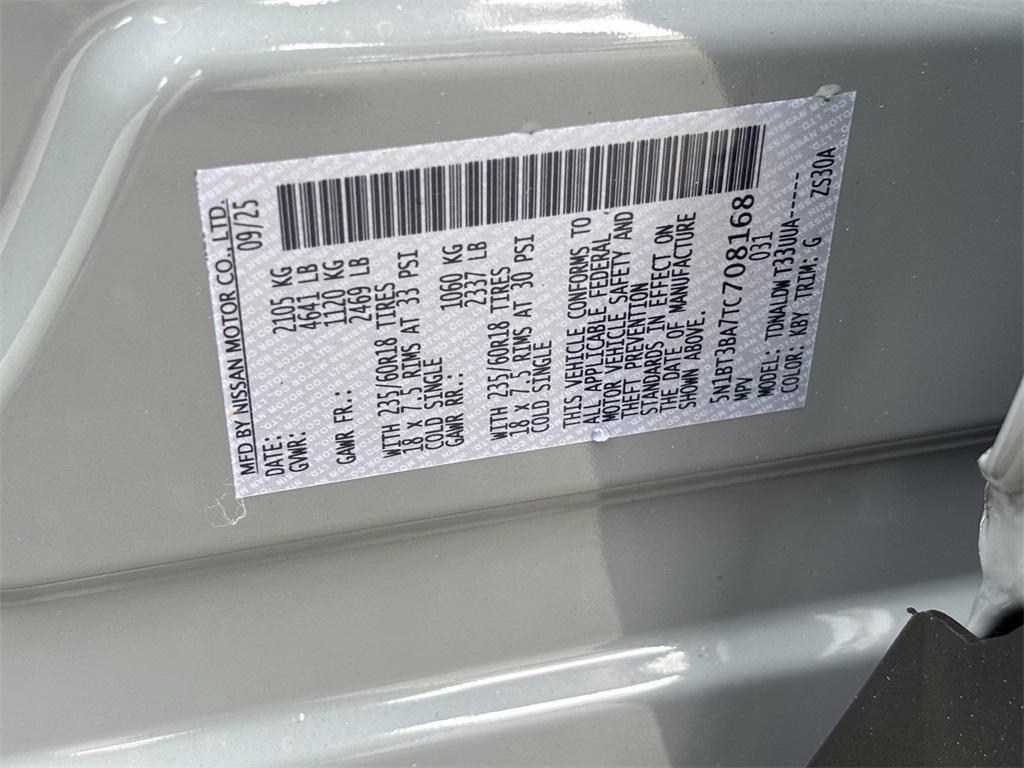 MFD BY NISSAN MOTOR CO., LTD.
DATE: 09/25
GVWR: 2105 KG
4641 LB
GAWR FR.: 1120 KG
2469 LB
WITH 235/60R18 TIRES
18 X 7.5 RIMS AT 33 PSI
COLD SINGLE
GAWR RR.: 1060 KG
2337 LB
WITH 235/60R18 TIRES
18 X 7.5 RIMS AT 30 PSI
COLD SINGLE
THIS VEHICLE CONFORMS TO
ALL APPLICABLE FEDERAL
MOTOR VEHICLE SAFETY AND
THEFT PREVENTION
STANDARDS IN EFFECT ON
THE DATE OF MANUFACTURE
SHOWN ABOVE.
5N1BT3BA7TC708168
MPV 031
MODEL: TDNALDW T33UUA-----
COLOR: KBY TRIM: G ZS30A